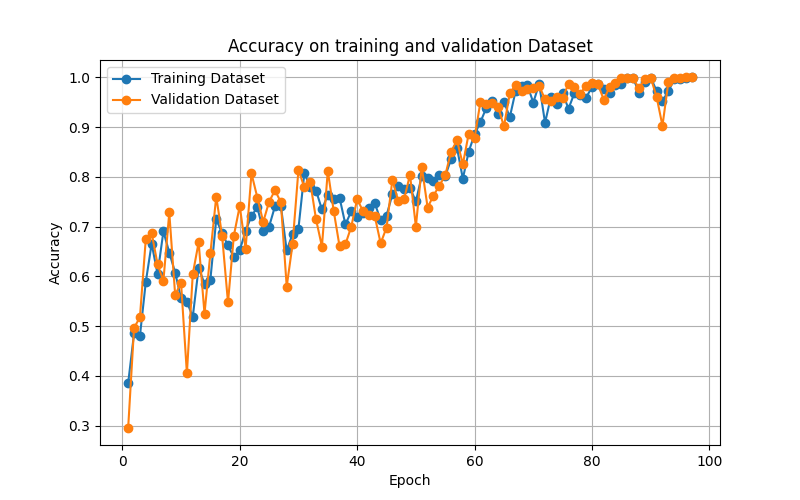 Accuracy on training and validation Dataset
Training Dataset
Validation Dataset
1.0
0.9
0.8
0.7
0.6
0.5
0.4
0.3
Accuracy
0 20 40 60 80 100
Epoch